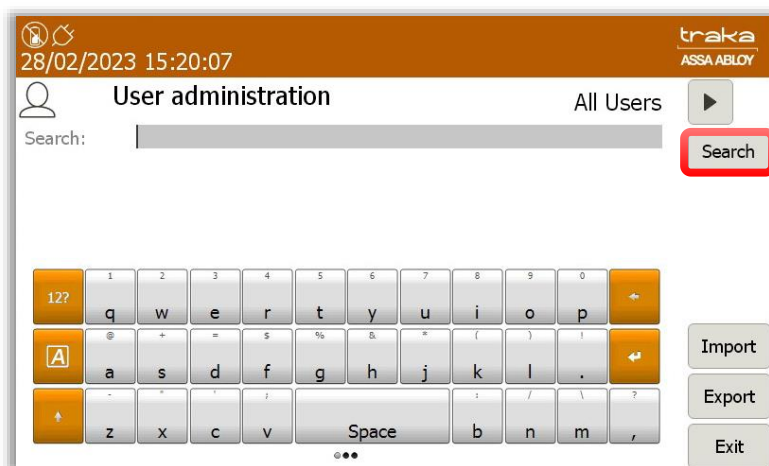 traka
28/02/2023 15:20:07
ASSA ABLOY
User administration
All Users
Search:
Search
1 2 3 4 5 6 7 8 9 0
12? q w e r t y u i o p
@ + = $ % & * ( ) !
A a s d f g h j k l .
- " ' ; : / \ ?
z x c v Space b n m ,
Import
Export
Exit